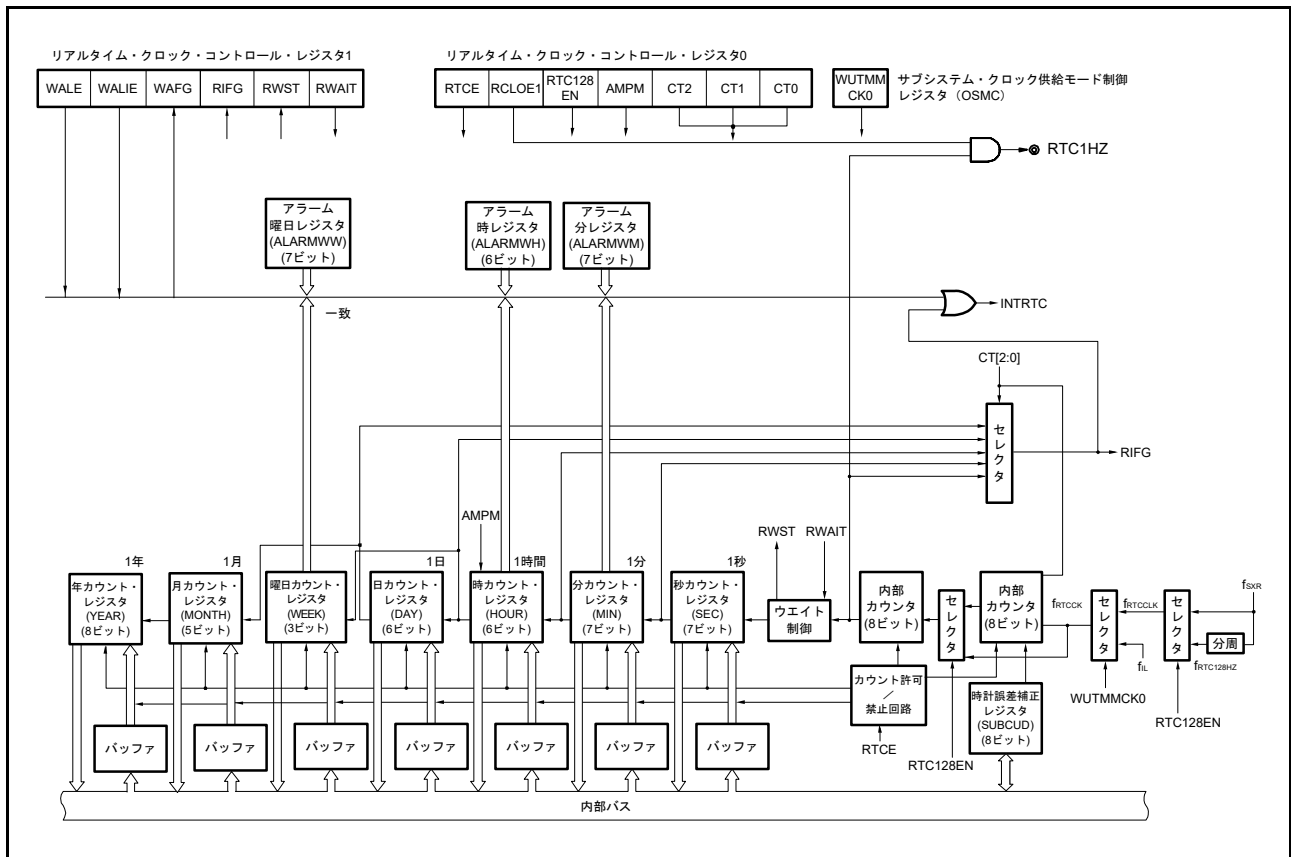 リアルタイム・クロック・コントロール・レジスタ1
WALE WALIE WAFG RIFG RWST RWAIT
リアルタイム・クロック・コントロール・レジスタ0
RTCE RCLOE1 RTC128
EN AMPM CT2 CT1 CT0
WUTMM
CK0
サブシステム・クロック供給モード制御
レジスタ（OSMC）
RTC1HZ
アラーム
曜日レジスタ
(ALARMWW)
(7ビット)
アラーム
時レジスタ
(ALARMWH)
(6ビット)
アラーム
分レジスタ
(ALARMWM)
(7ビット)
一致
INTRTC
CT[2:0]
セレクタ
RIFG
AMPM
RWST RWAIT
1年
年カウント・
レジスタ
(YEAR)
(8ビット)
1月
月カウント・
レジスタ
(MONTH)
(5ビット)
曜日カウント・
レジスタ
(WEEK)
(3ビット)
1日
日カウント・
レジスタ
(DAY)
(6ビット)
1時間
時カウント・
レジスタ
(HOUR)
(6ビット)
1分
分カウント・
レジスタ
(MIN)
(7ビット)
1秒
秒カウント・
レジスタ
(SEC)
(7ビット)
ウエイト
制御
内部
カウンタ
(8ビット)
セレクタ
内部
カウンタ
(8ビット)
fRTCCK
セレクタ
fRTCCLK
セレクタ
fSXR
分周
fIL
fRTC128HZ
WUTMMCK0
RTC128EN
カウント許可
／
禁止回路
RTCE
RTC128EN
時計誤差補正
レジスタ
(SUBCUD)
(8ビット)
バッファ バッファ バッファ バッファ バッファ バッファ バッファ
内部バス